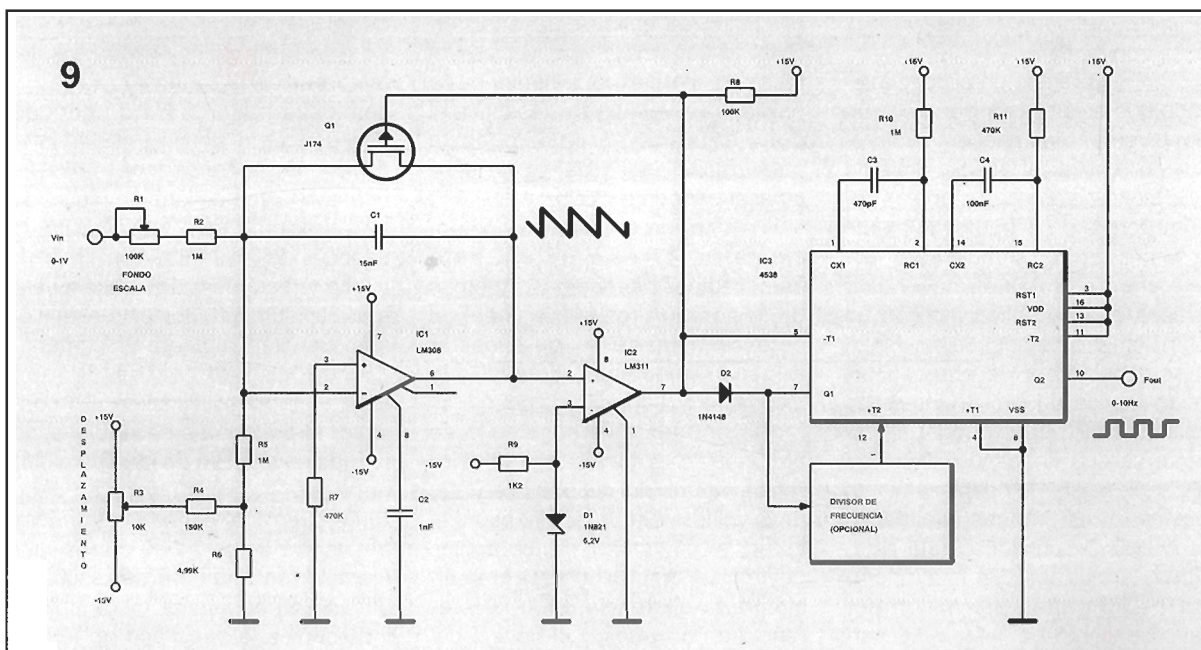 9
+15V
+16V
+15V
+15V
R8
100K
R10
1M
R11
470K
Q1
J174
C3
470pF
C4
100nF
R1
100K
FONDO
ESCALA
R2
1M
Vin
0-1V
C1
15nF
1
2
14
15
CX1
RC1
CX2
RC2
IC3
4538
RST1
VDD
RST2
-T2
3
16
13
11
+15V
7
IC1
LM308
3
2
6
1
4
8
-15V
+15V
8
IC2
LM311
2
3
7
4
1
-15V
5
-T1
D2
1N4148
7
Q1
Q2
10
Fout
0-10Hz
+T2
+T1
VSS
12
4
8
DESPLAZAMIENTO
+15V
R3
10K
-15V
R4
150K
R5
1M
R6
4,99K
R7
470K
C2
1nF
-15V
R9
1K2
D1
1N821
6,2V
DIVISOR DE
FRECUENCIA
(OPCIONAL)